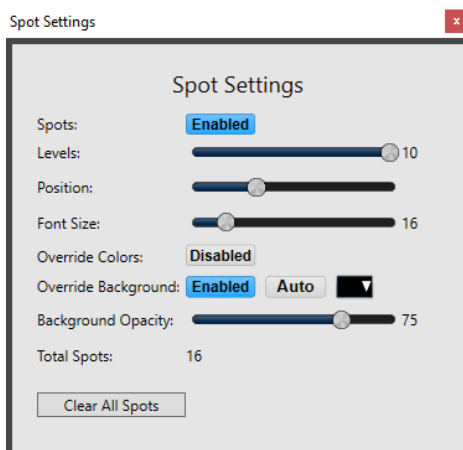 Spot Settings x
Spot Settings
Spots: Enabled
Levels: 10
Position:
Font Size: 16
Override Colors: Disabled
Override Background: Enabled Auto
Background Opacity: 75
Total Spots: 16
Clear All Spots